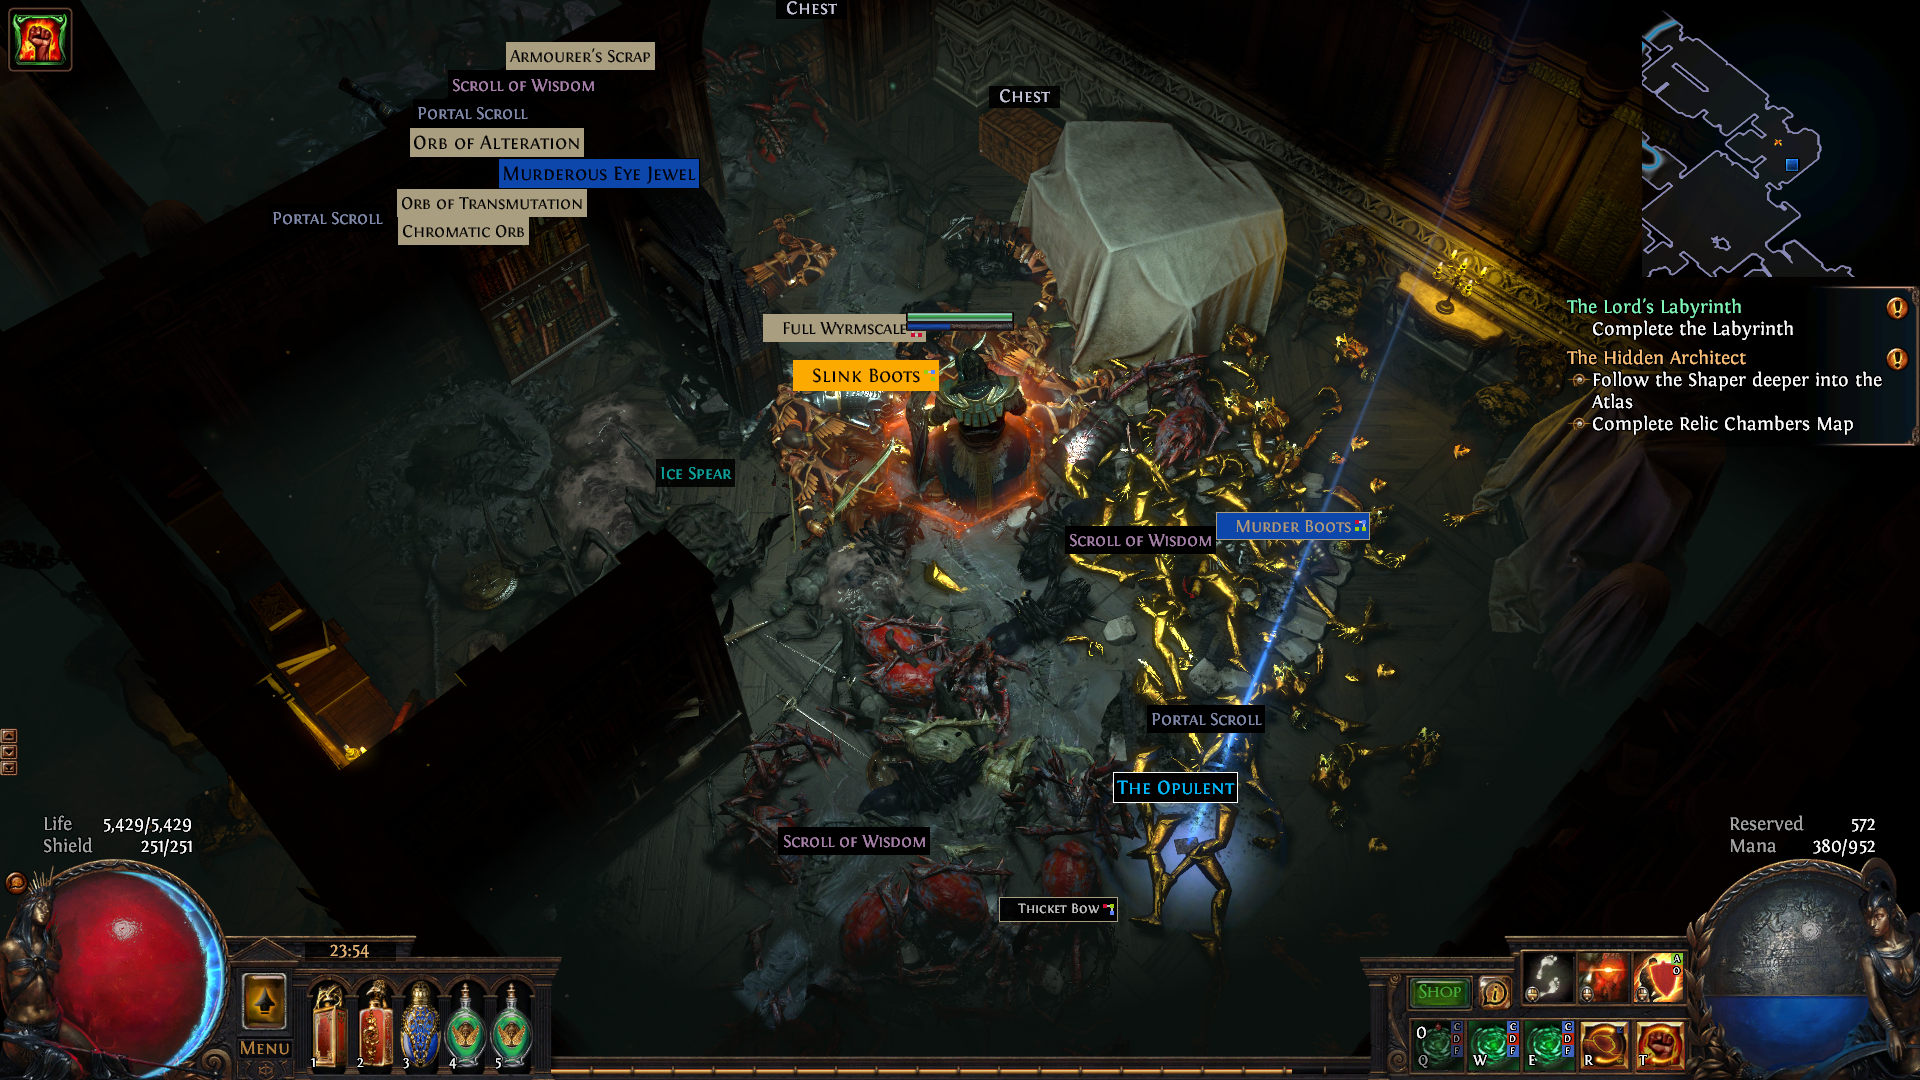 CHEST
ARMOURER'S SCRAP
SCROLL OF WISDOM
PORTAL SCROLL
ORB OF ALTERATION
MURDEROUS EYE JEWEL
ORB OF TRANSMUTATION
PORTAL SCROLL
CHROMATIC ORB
CHEST
FULL WYRMSCALE
SLINK BOOTS
ICE SPEAR
SCROLL OF WISDOM
MURDER BOOTS
PORTAL SCROLL
THE OPULENT
SCROLL OF WISDOM
THICKET BOW
The Lord's Labyrinth
Complete the Labyrinth
The Hidden Architect
Follow the Shaper deeper into the
Atlas
Complete Relic Chambers Map
Life 5,429/5,429
Shield 251/251
Reserved 572
Mana 380/952
23:54
MENU
1 2 3 4 5
SHOP
A
O
O C C C
D D D
F F F
Q W E R T